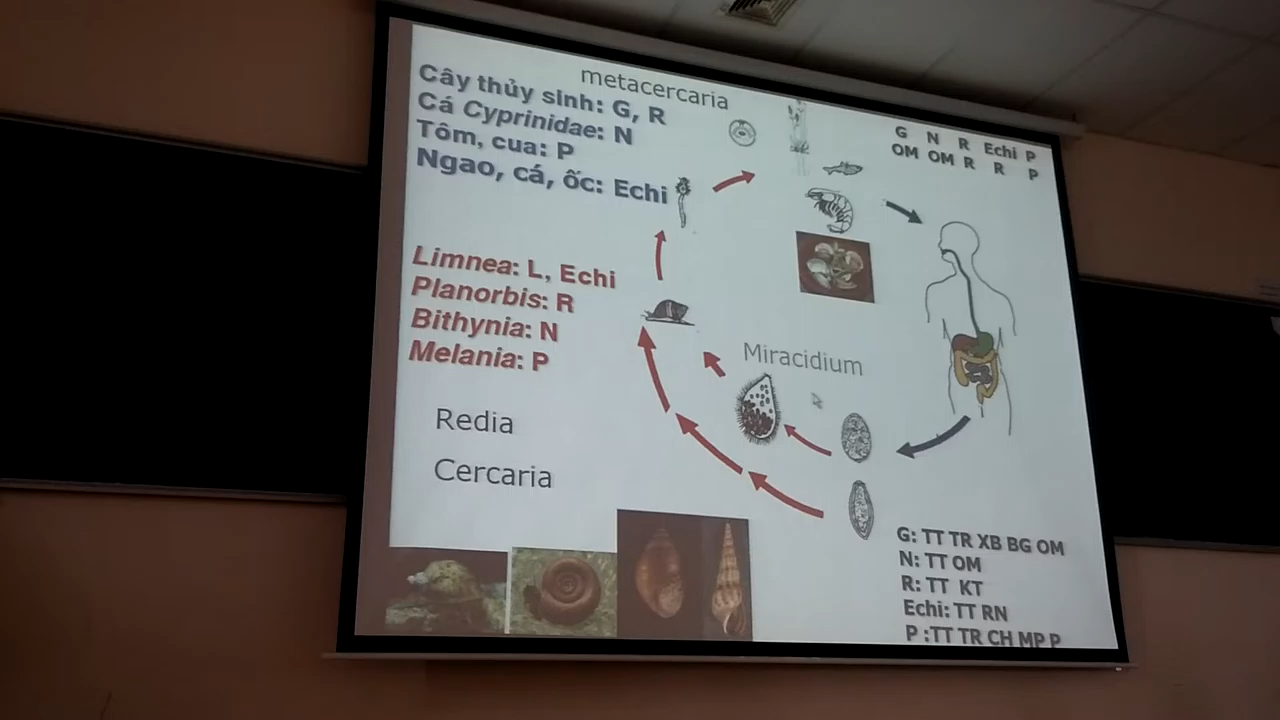 metacercaria
Cây thủy sinh: G, R
Cá Cyprinidae: N
Tôm, cua: P
Ngao, cá, ốc: Echi
G N R Echi P
OM OM R R P
Limnea: L, Echi
Planorbis: R
Bithynia: N
Melania: P
Miracidium
Redia
Cercaria
G: TT TR XB BG OM
N: TT OM
R: TT KT
Echi: TT RN
P :TT TR CH MP P